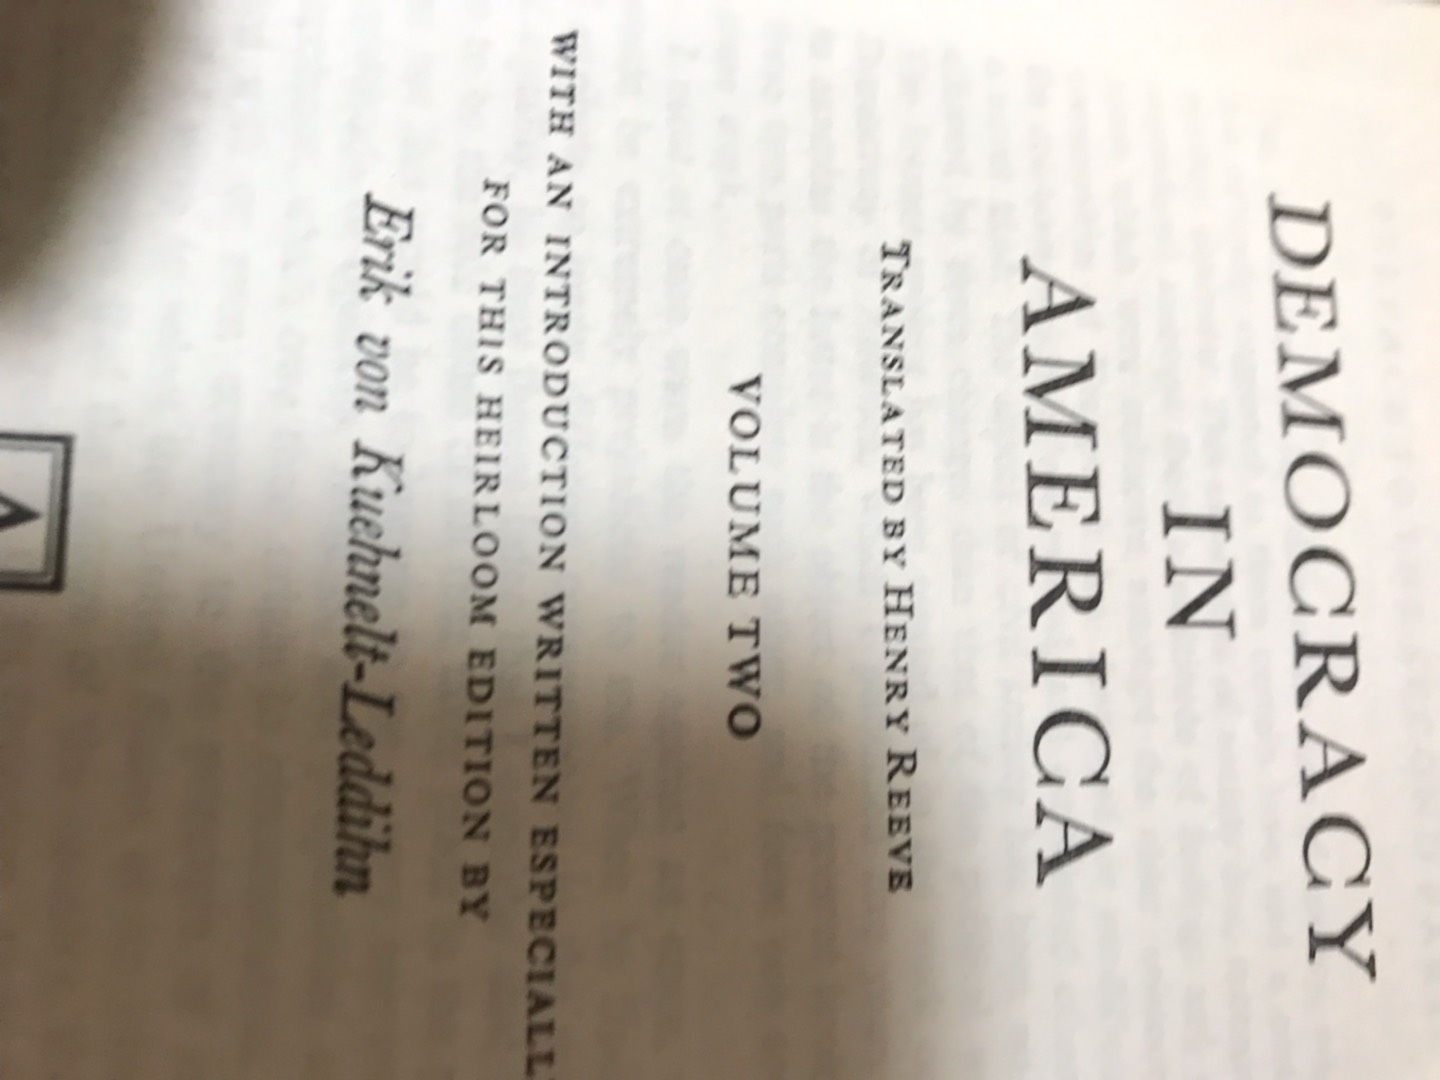 DEMOCRACY
IN
AMERICA
TRANSLATED BY HENRY REEVE
VOLUME TWO
WITH AN INTRODUCTION WRITTEN ESPECIALL
FOR THIS HEIRLOOM EDITION BY
Erik von Kuehnelt-Leddihn